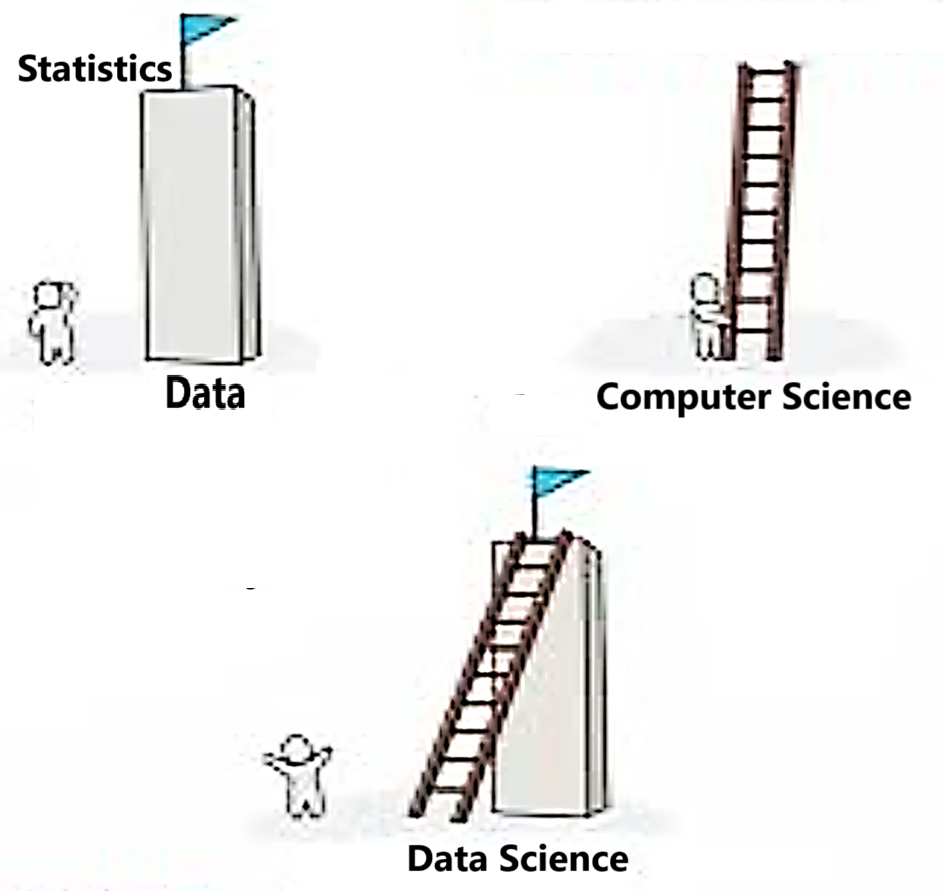 Statistics
Data
Computer Science
Data Science